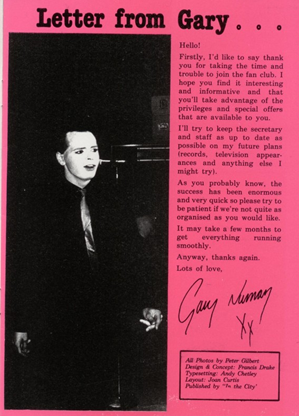 Letter from Gary . . .
Hello!
Firstly, I'd like to say thank
you for taking the time and
trouble to join the fan club. I
hope you find it interesting
and informative and that
you'll take advantage of the
privileges and special offers
that are available to you.
I'll try to keep the secretary
and staff as up to date as
possible on my future plans
(records, television appear-
ances and anything else I
might try).
As you probably know, the
success has been enormous
and very quick so please try to
be patient if we're not quite as
organised as you would like.
It may take a few months to
get everything running
smoothly.
Anyway, thanks again.
Lots of love,
Gary Numan
XX
All Photos by Peter Gilbert
Design & Concept: Francis Drake
Typesetting: Andy Chetley
Layout: Joan Curtis
Published by "In the City'